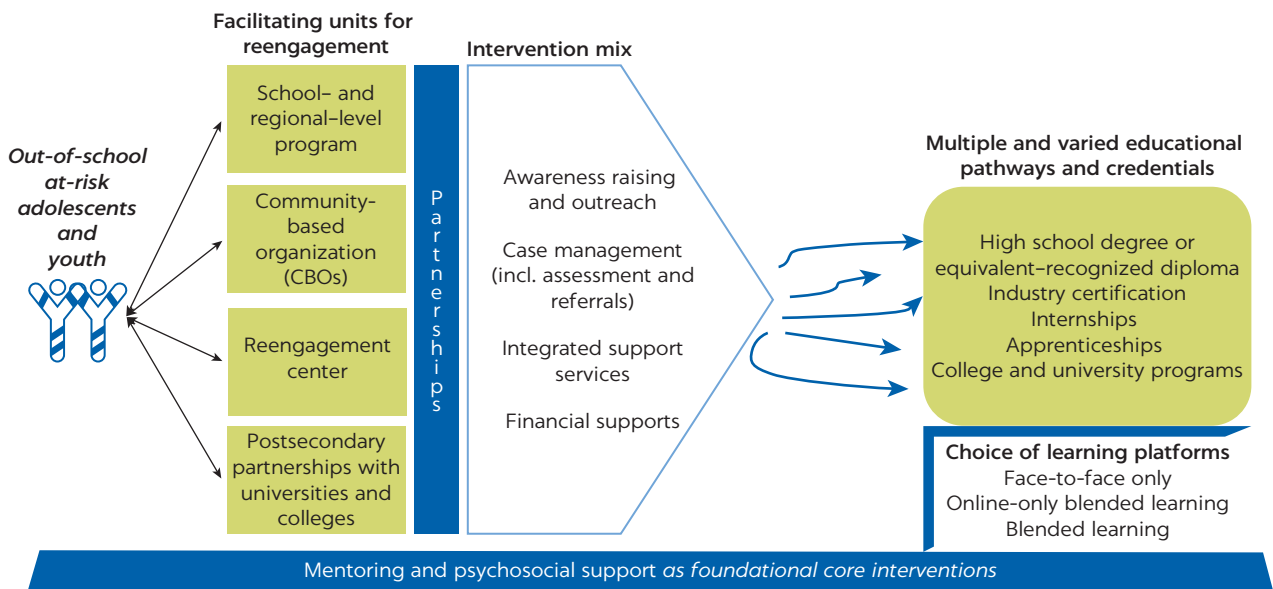 Facilitating units for
reengagement
Intervention mix
Out-of-school
at-risk
adolescents
and
youth
School– and
regional–level
program
Community-
based
organization
(CBOs)
Reengagement
center
Postsecondary
partnerships with
universities and
colleges
Partnerships
Awareness raising
and outreach
Case management
(incl. assessment and
referrals)
Integrated support
services
Financial supports
Multiple and varied educational
pathways and credentials
High school degree or
equivalent–recognized diploma
Industry certification
Internships
Apprenticeships
College and university programs
Choice of learning platforms
Face-to-face only
Online-only blended learning
Blended learning
Mentoring and psychosocial support as foundational core interventions